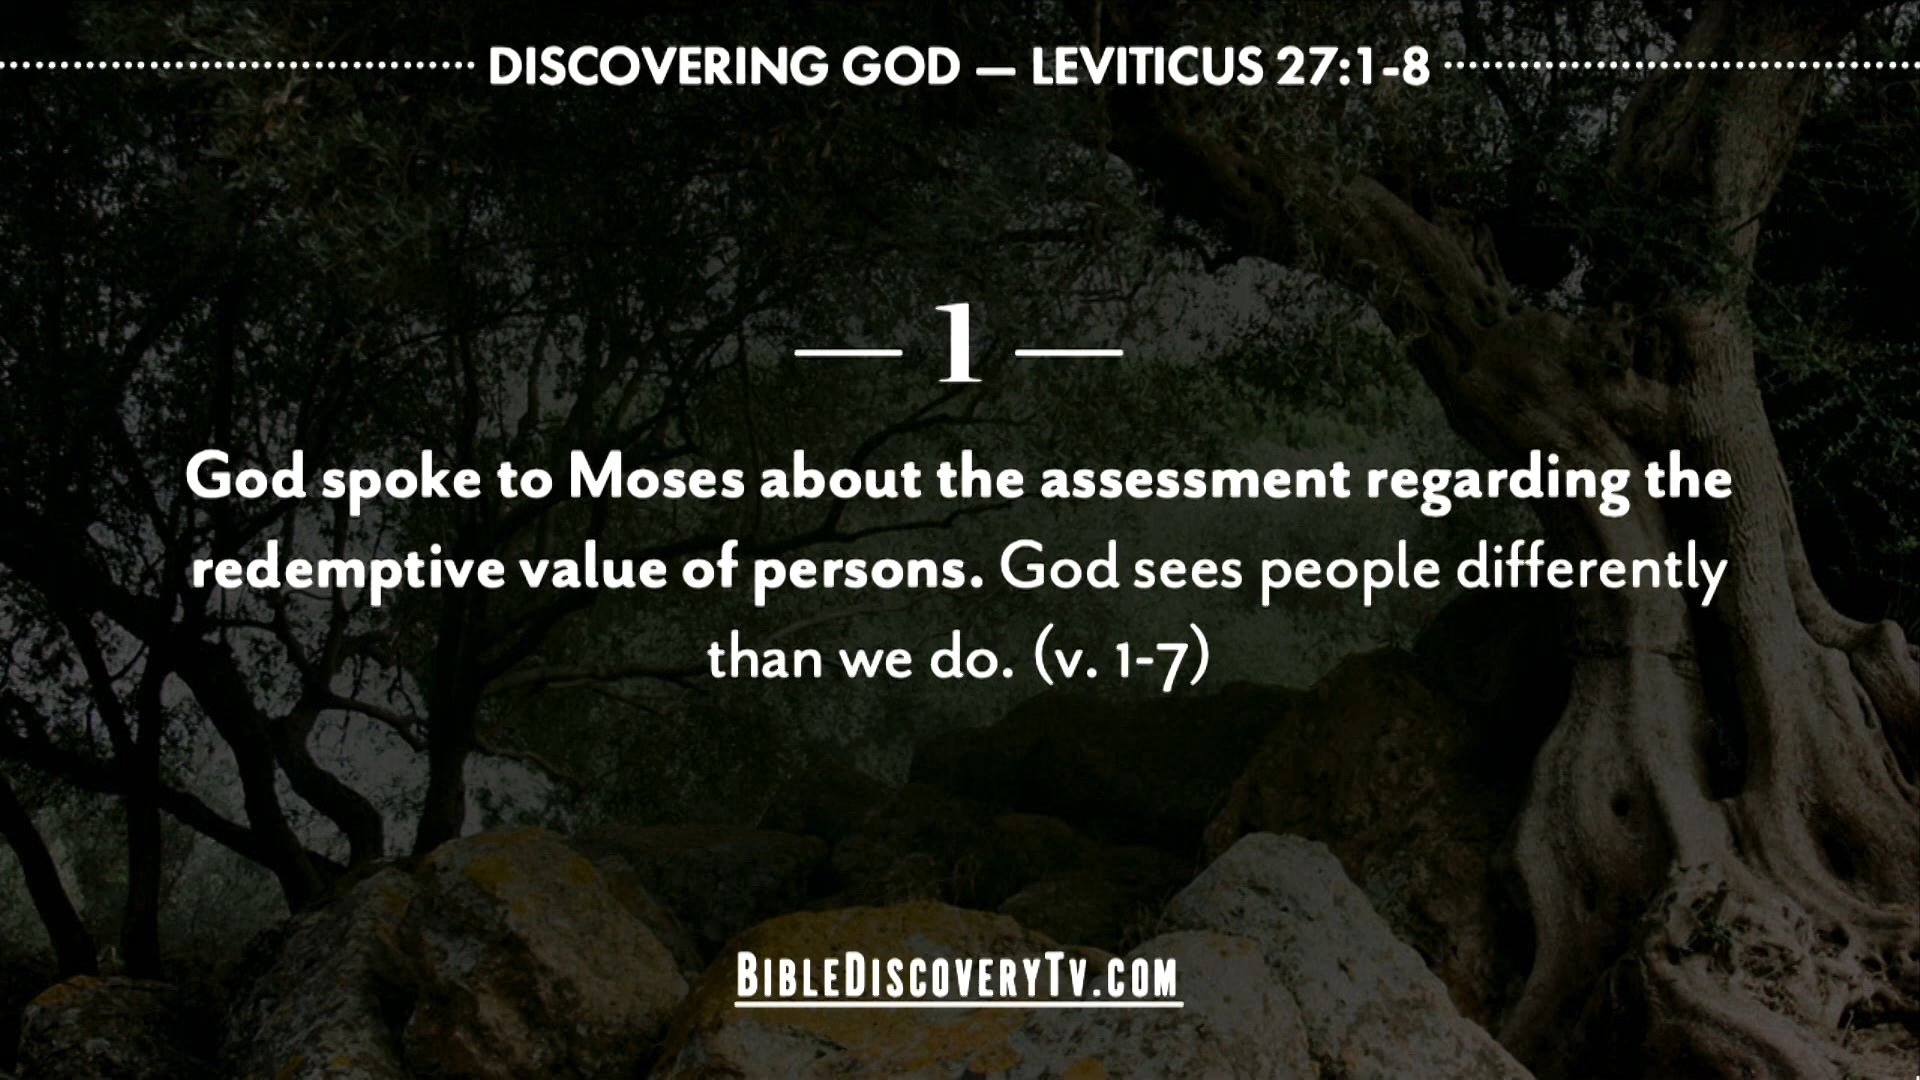 DISCOVERING GOD — LEVITICUS 27:1-8
— 1 —
God spoke to Moses about the assessment regarding the
redemptive value of persons. God sees people differently
than we do. (v. 1-7)
BIBLEDISCOVERYTV.COM